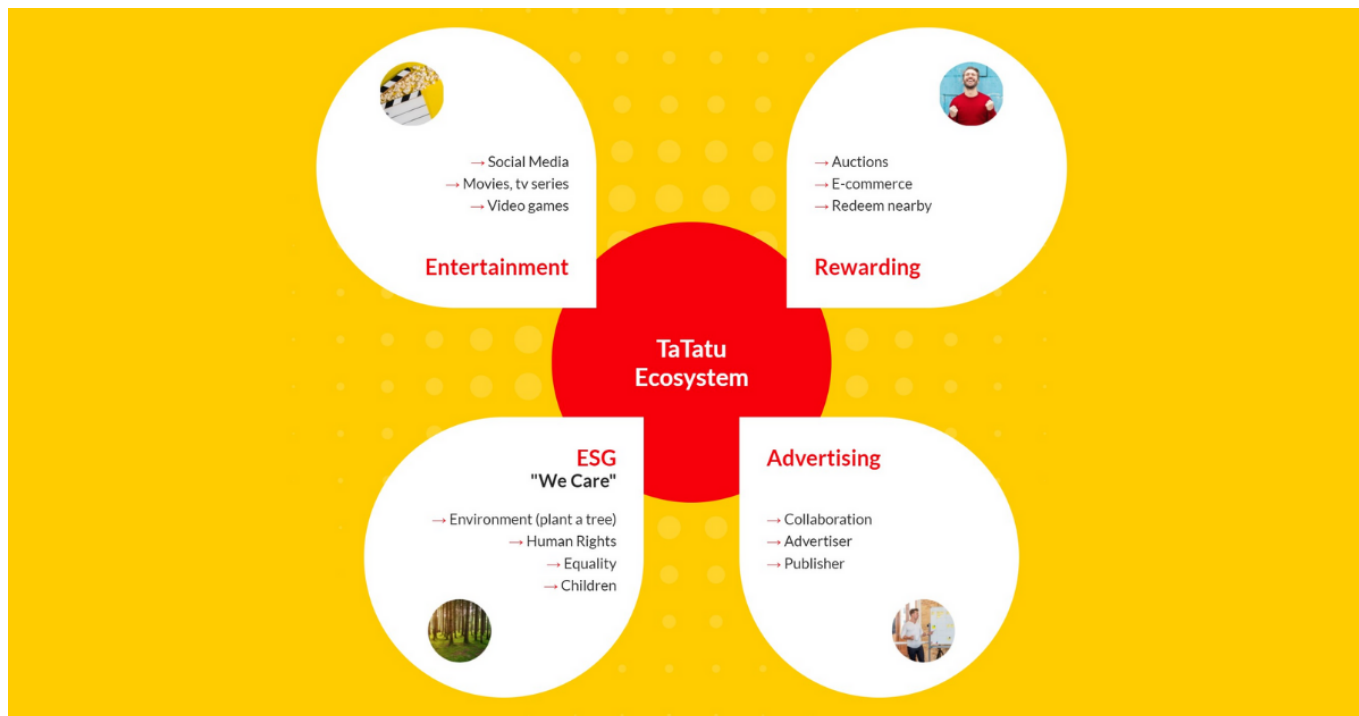 → Social Media
→ Movies, tv series
→ Video games
Entertainment
→ Auctions
→ E-commerce
→ Redeem nearby
Rewarding
TaTatu
Ecosystem
ESG
"We Care"
→ Environment (plant a tree)
→ Human Rights
→ Equality
→ Children
Advertising
→ Collaboration
→ Advertiser
→ Publisher